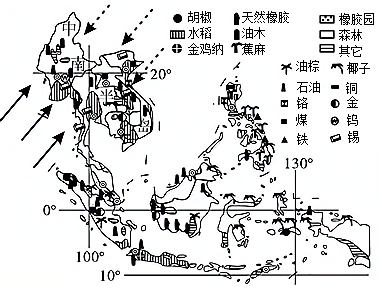 胡椒 天然橡胶 橡胶园
水稻 油木 森林
金鸡纳 蕉麻 其它
油棕 椰子
石油 铜
铬 金
煤 钨
铁 锡
中
20°
半
岛
130°
0°
100°
10°